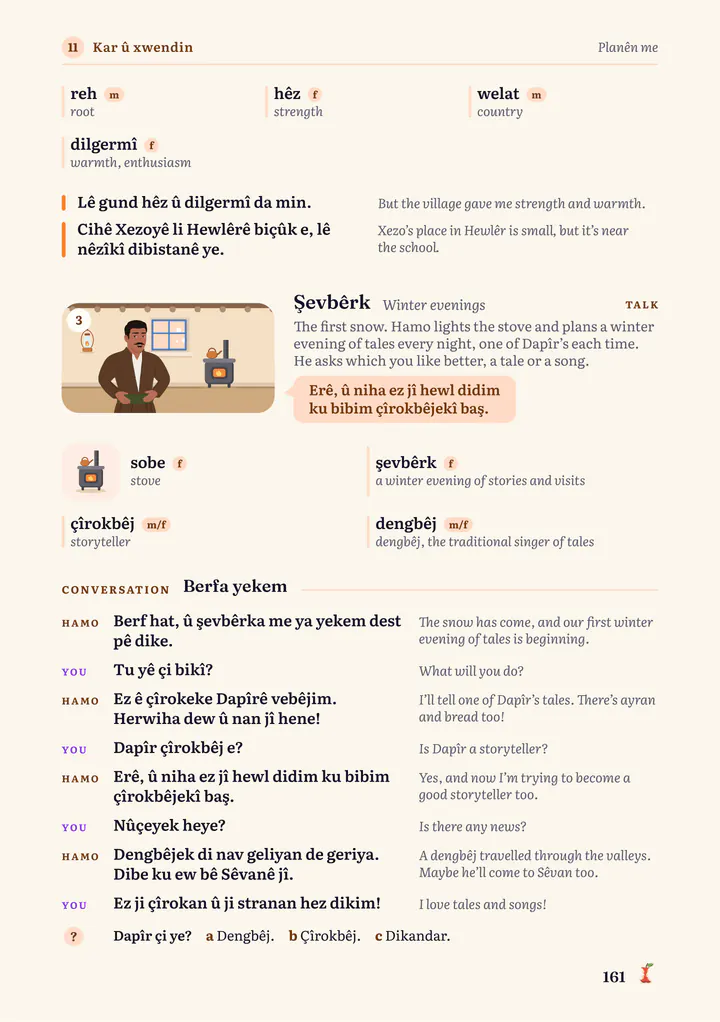 11 Kar û xwendin
Planên me
reh m
root
hêz f
strength
welat m
country
dilgermî f
warmth, enthusiasm
Lê gund hêz û dilgermî da min.
But the village gave me strength and warmth.
Cihê Xezoyê li Hewlêrê biçûk e, lê
nêzîkî dibistanê ye.
Xezo's place in Hewlêr is small, but it's near
the school.
3
Şevbêrk Winter evenings
TALK
The first snow. Hamo lights the stove and plans a winter
evening of tales every night, one of Dapîr's each time.
He asks which you like better, a tale or a song.
Erê, û niha ez jî hewl didim
ku bibim çîrokbêjekî baş.
sobe f
stove
şevbêrk f
a winter evening of stories and visits
çîrokbêj m/f
storyteller
dengbêj m/f
dengbêj, the traditional singer of tales
CONVERSATION Berfa yekem
HAMO Berf hat, û şevbêrka me ya yekem dest
pê dike.
The snow has come, and our first winter
evening of tales is beginning.
YOU Tu yê çi bikî?
What will you do?
HAMO Ez ê çîrokeke Dapîrê vebêjim.
Herwiha dew û nan jî hene!
I'll tell one of Dapîr's tales. There's ayran
and bread too!
YOU Dapîr çîrokbêj e?
Is Dapîr a storyteller?
HAMO Erê, û niha ez jî hewl didim ku bibim
çîrokbêjekî baş.
Yes, and now I'm trying to become a
good storyteller too.
YOU Nûçeyek heye?
Is there any news?
HAMO Dengbêjek di nav geliyan de geriya.
Dibe ku ew bê Sêvanê jî.
A dengbêj travelled through the valleys.
Maybe he'll come to Sêvan too.
YOU Ez ji çîrokan û ji stranan hez dikim!
I love tales and songs!
? Dapîr çi ye? a Dengbêj. b Çîrokbêj. c Dikandar.
161